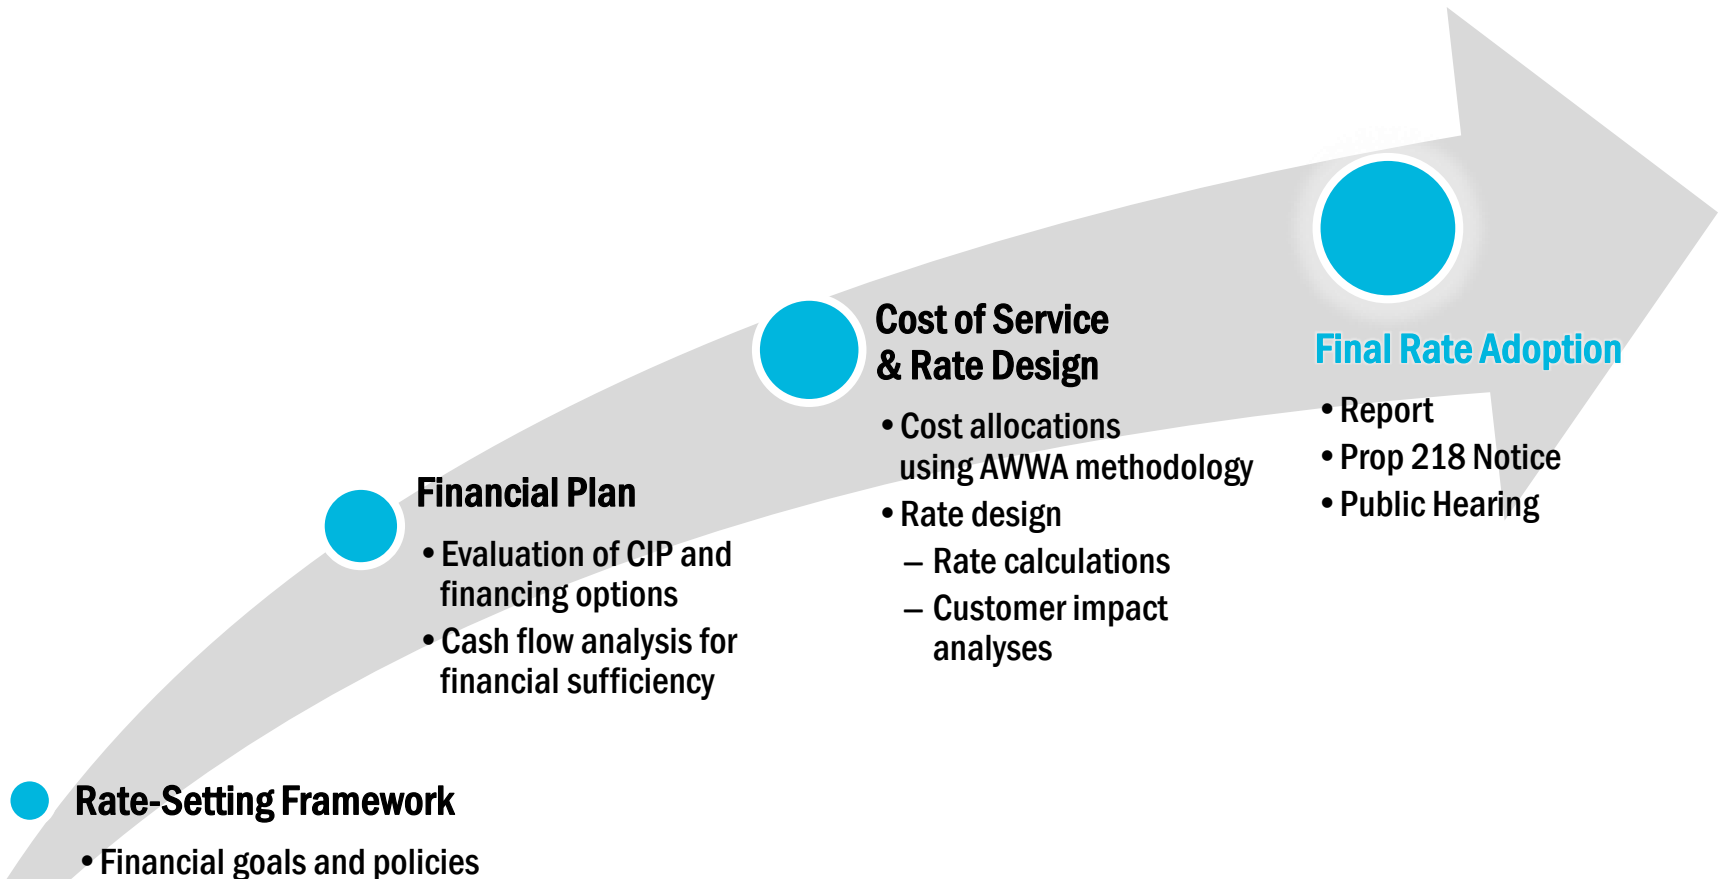 Rate-Setting Framework
• Financial goals and policies
Financial Plan
• Evaluation of CIP and
financing options
• Cash flow analysis for
financial sufficiency
Cost of Service
& Rate Design
• Cost allocations
using AWWA methodology
• Rate design
– Rate calculations
– Customer impact
analyses
Final Rate Adoption
• Report
• Prop 218 Notice
• Public Hearing